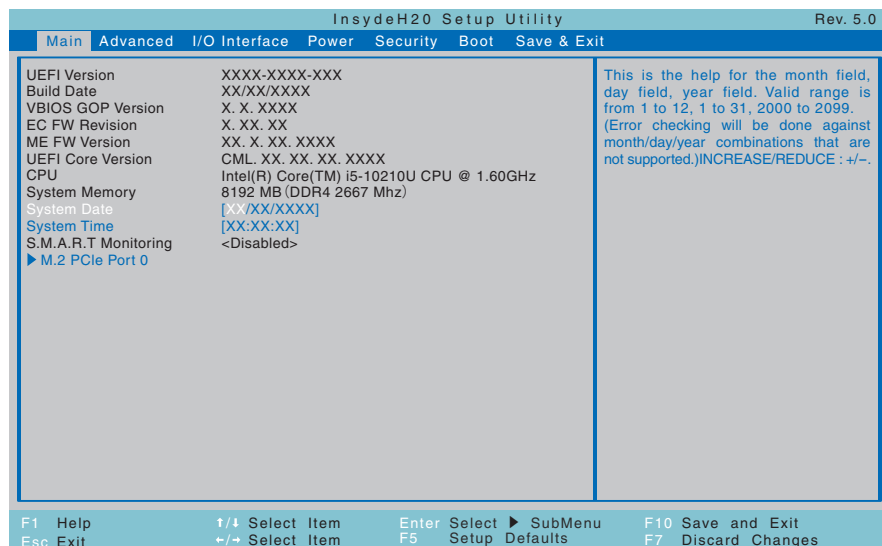 InsydeH20 Setup Utility Rev. 5.0
Main Advanced I/O Interface Power Security Boot Save & Exit
UEFI Version XXXX-XXXX-XXX
Build Date XX/XX/XXXX
VBIOS GOP Version X. X. XXXX
EC FW Revision X. XX. XX
ME FW Version XX. X. XX. XXXX
UEFI Core Version CML. XX. XX. XX. XXXX
CPU Intel(R) Core(TM) i5-10210U CPU @ 1.60GHz
System Memory 8192 MB (DDR4 2667 Mhz)
System Date [XX/XX/XXXX]
System Time [XX:XX:XX]
S.M.A.R.T Monitoring <Disabled>
▶ M.2 PCIe Port 0
This is the help for the month field,
day field, year field. Valid range is
from 1 to 12, 1 to 31, 2000 to 2099.
(Error checking will be done against
month/day/year combinations that are
not supported.)INCREASE/REDUCE : +/−.
F1 Help ↑/↓ Select Item Enter Select ▶ SubMenu F10 Save and Exit
Esc Exit ←/→ Select Item F5 Setup Defaults F7 Discard Changes